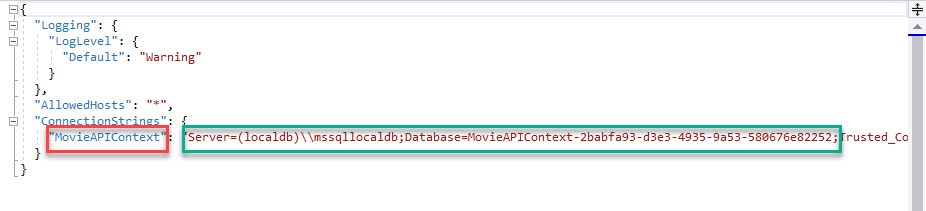 {
"Logging": {
"LogLevel": {
"Default": "Warning"
}
},
"AllowedHosts": "*",
"ConnectionStrings": {
"MovieAPIContext": "Server=(localdb)\\mssqllocaldb;Database=MovieAPIContext-2babfa93-d3e3-4935-9a53-580676e82252;Trusted_Co
}
}